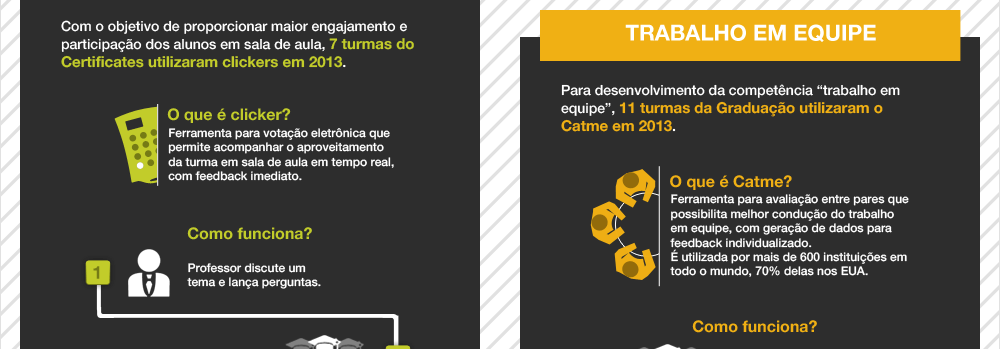 Com o objetivo de proporcionar maior engajamento e
participação dos alunos em sala de aula, 7 turmas do
Certificates utilizaram clickers em 2013.
O que é clicker?
Ferramenta para votação eletrônica que
permite acompanhar o aproveitamento
da turma em sala de aula em tempo real,
com feedback imediato.
Como funciona?
1
Professor discute um
tema e lança perguntas.
TRABALHO EM EQUIPE
Para desenvolvimento da competência “trabalho em
equipe”, 11 turmas da Graduação utilizaram o
Catme em 2013.
O que é Catme?
Ferramenta para avaliação entre pares que
possibilita melhor condução do trabalho
em equipe, com geração de dados para
feedback individualizado.
É utilizada por mais de 600 instituições em
todo o mundo, 70% delas nos EUA.
Como funciona?